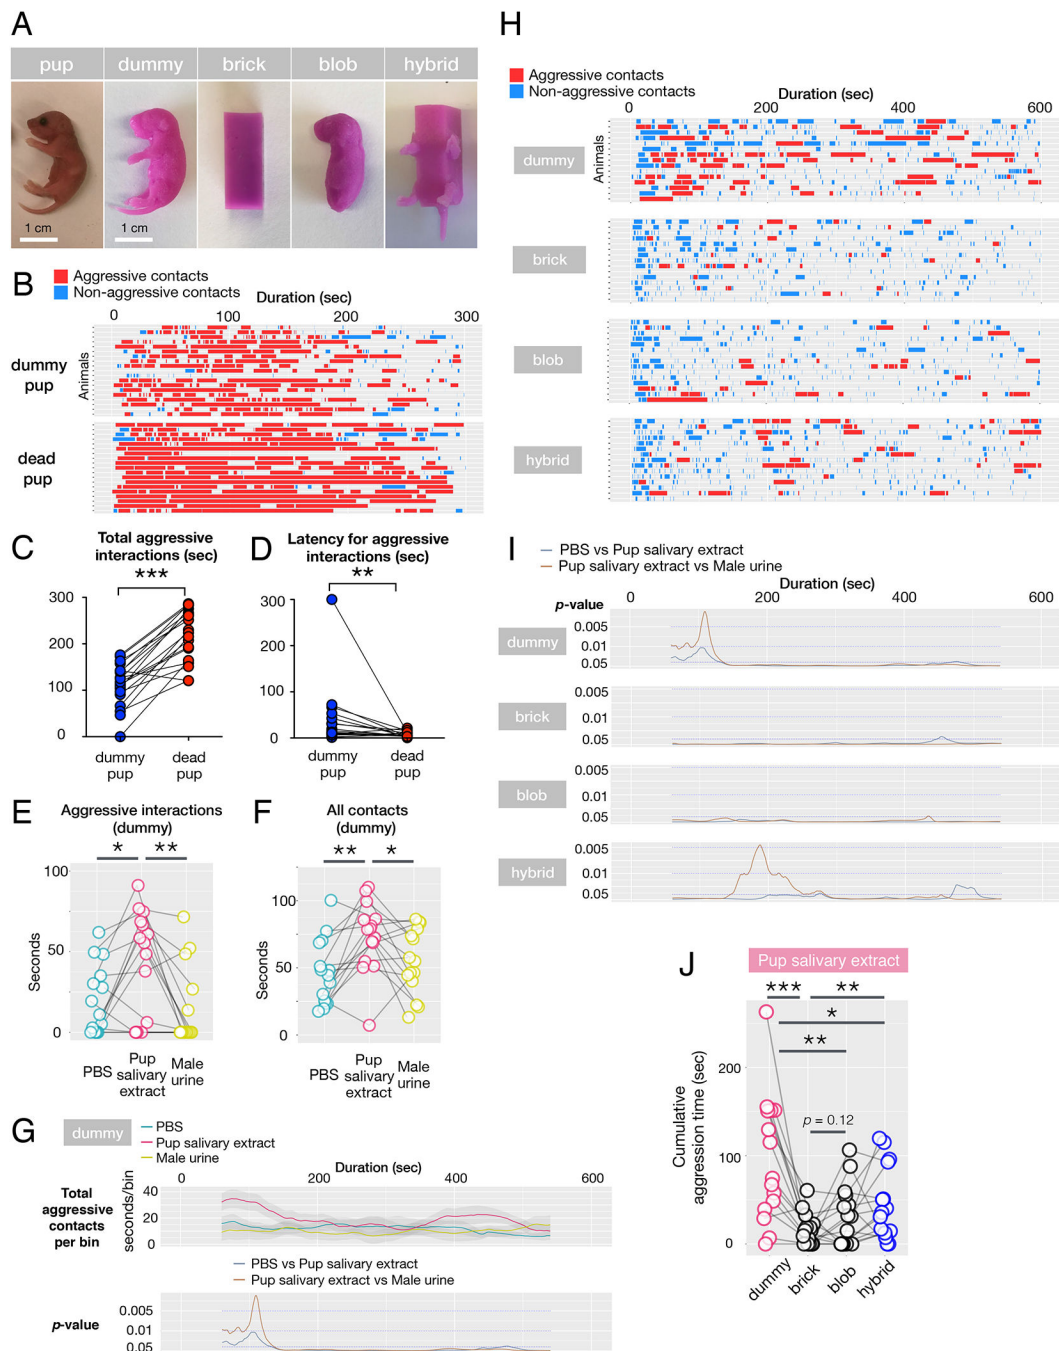 A
pup dummy brick blob hybrid
1 cm 1 cm
B
Aggressive contacts
Non-aggressive contacts
Duration (sec)
0 100 200 300
Animals
dummy
pup
dead
pup
C
Total aggressive
interactions (sec)
***
300
200
100
0
dummy
pup
dead
pup
D
Latency for aggressive
interactions (sec)
**
300
200
100
0
dummy
pup
dead
pup
E
Aggressive interactions
(dummy)
* **
100
50
0
Seconds
PBS
Pup
salivary
extract
Male
urine
F
All contacts
(dummy)
** *
100
50
0
Seconds
PBS
Pup
salivary
extract
Male
urine
G
dummy
PBS
Pup salivary extract
Male urine
Duration (sec)
0 200 400 600
Total
aggressive
contacts
per bin
seconds/bin
40
20
0
PBS vs Pup salivary extract
Pup salivary extract vs Male urine
p-value
0.005
0.01
0.05
H
Aggressive contacts
Non-aggressive contacts
Duration (sec)
0 200 400 600
Animals
dummy
brick
blob
hybrid
I
PBS vs Pup salivary extract
Pup salivary extract vs Male urine
Duration (sec)
p-value
0 200 400 600
dummy
0.005
0.01
0.05
brick
0.005
0.01
0.05
blob
0.005
0.01
0.05
hybrid
0.005
0.01
0.05
J
Pup salivary extract
*** **
*
**
p = 0.12
Cumulative
aggression time (sec)
200
100
0
dummy
brick
blob
hybrid